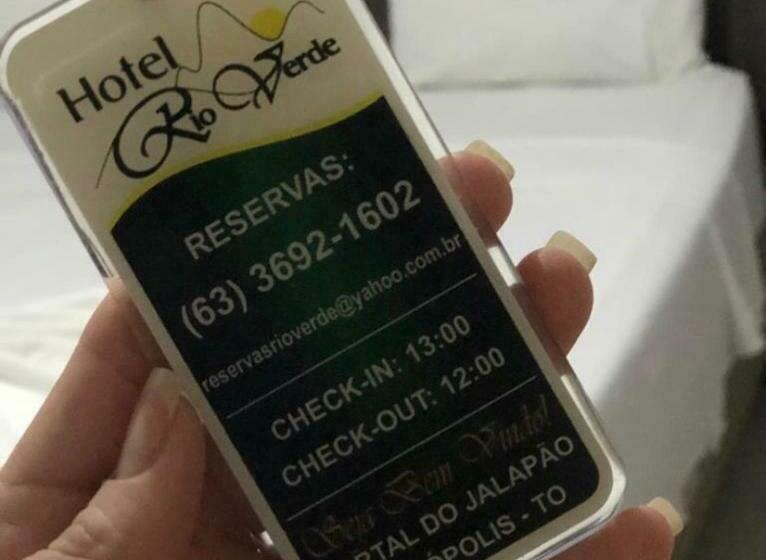 Hotel
Rio Verde
RESERVAS:
(63) 3692-1602
reservasrioverde@yahoo.com.br
CHECK-IN: 13:00
CHECK-OUT: 12:00
Seja Bem Vindo!
RTAL DO JALAPÃO
ÓPOLIS - TO